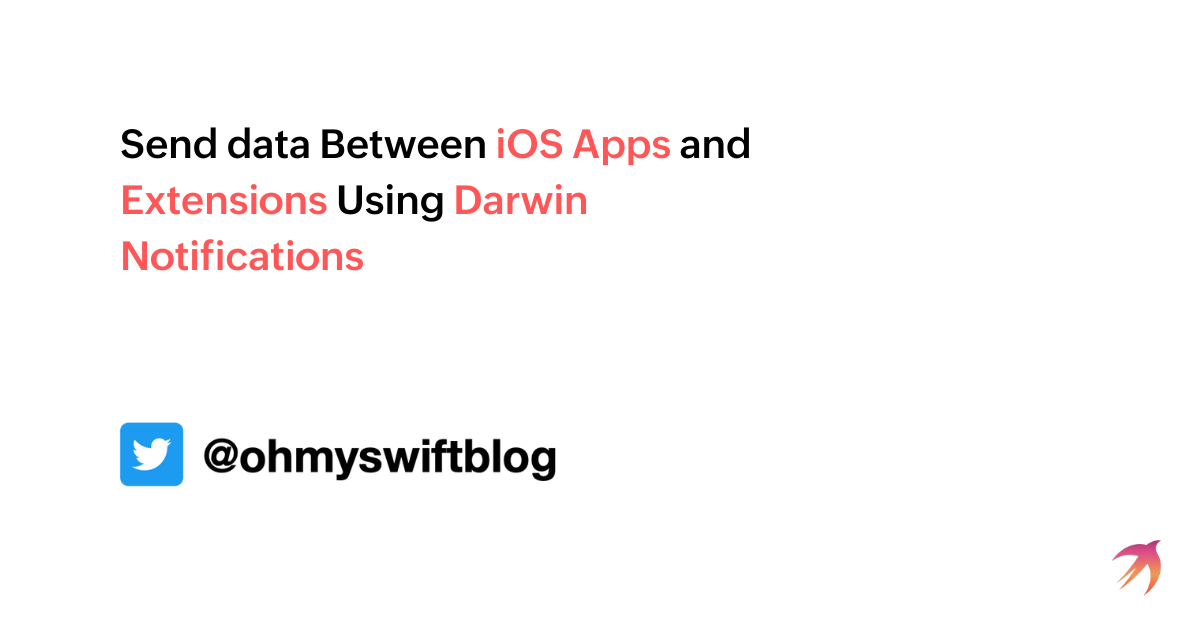 Send data Between iOS Apps and
Extensions Using Darwin
Notifications
@ohmyswiftblog